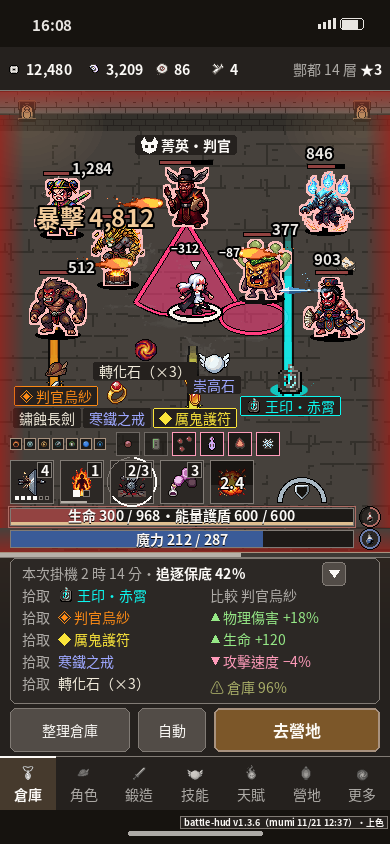 16:08
12,480 3,209 86 4 酆都 14 層 ★3
菁英・判官
846
1,284
暴擊 4,812
377
−312
−87
512
903
轉化石（×3）
崇高石
判官烏紗
王印・赤霄
鏽蝕長劍 寒鐵之戒 厲鬼護符
4 1 2/3 3 2.4
生命 300 / 968・能量護盾 600 / 600
魔力 212 / 287
本次掛機 2 時 14 分・追逐保底 42%
拾取 王印・赤霄
拾取 判官烏紗
拾取 厲鬼護符
拾取 寒鐵之戒
拾取 轉化石（×3）
比較 判官烏紗
▲物理傷害 +18%
▲生命 +120
▼攻擊速度 −4%
⚠ 倉庫 96%
整理倉庫 自動 去營地
倉庫 角色 鍛造 技能 天賦 營地 更多
battle-hud v1.3.6（mumi 11/21 12:37）・上色